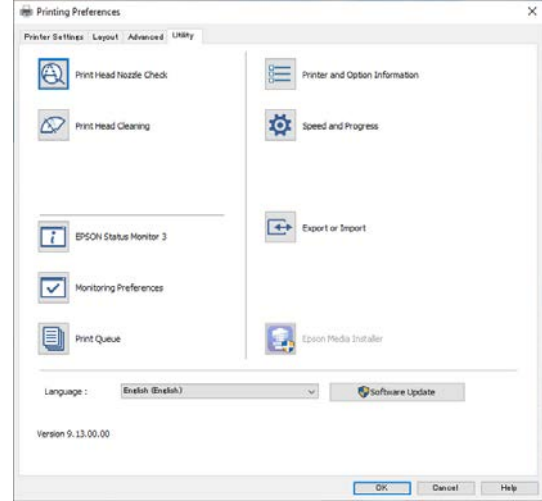 Printing Preferences
Printer Settings Layout Advanced Utility
Print Head Nozzle Check
Print Head Cleaning
EPSON Status Monitor 3
Monitoring Preferences
Print Queue
Printer and Option Information
Speed and Progress
Export or Import
Epson Media Installer
Language :
English (English)
Software Update
Version 9.13.00.00
OK Cancel Help